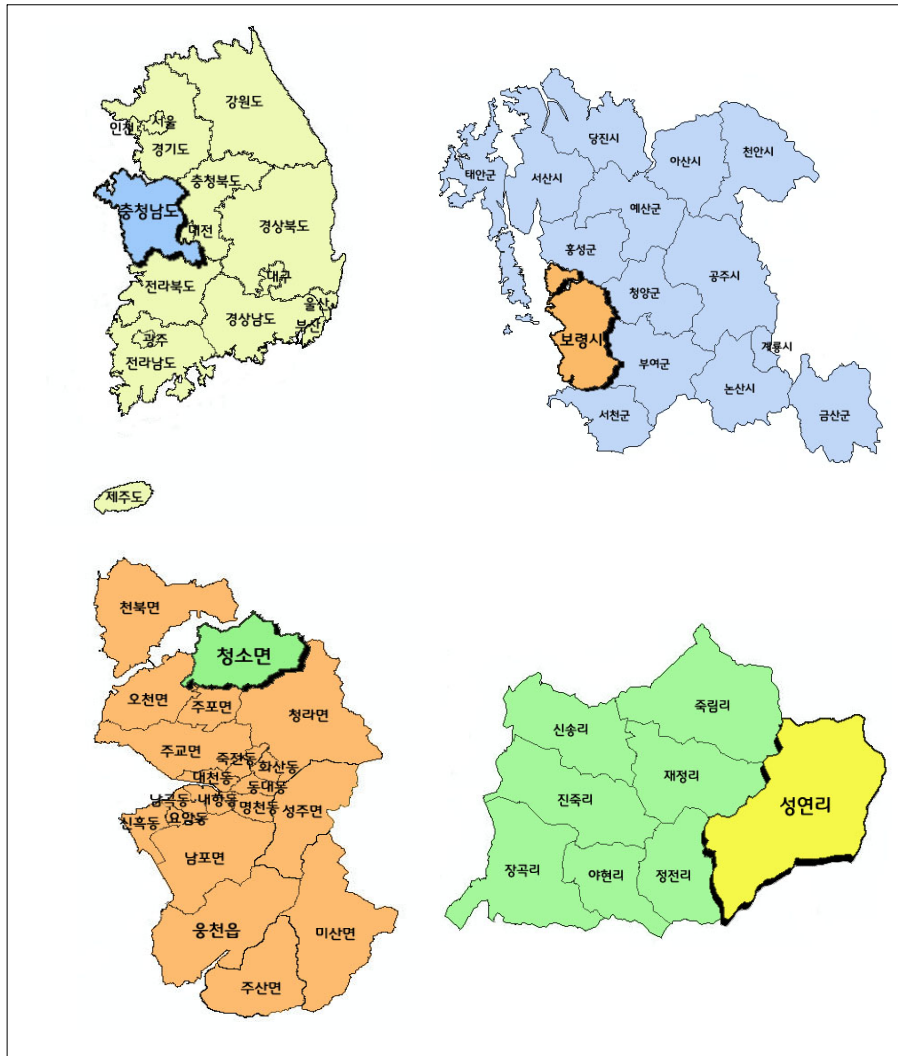 강원도
서울
인천
경기도
충청북도
충청남도
대전
경상북도
대구
전라북도
울산
경상남도
부산
광주
전라남도
제주도
당진시
아산시
천안시
태안군
서산시
예산군
홍성군
공주시
청양군
보령시
계룡시
부여군
논산시
서천군
금산군
천북면
청소면
오천면
주포면
청라면
주교면
죽전동
화산동
대천동
동대동
남곡동
내항동
명천동
성주면
신흑동
요암동
남포면
웅천읍
미산면
주산면
죽림리
신송리
재정리
진죽리
성연리
장곡리
야현리
정전리